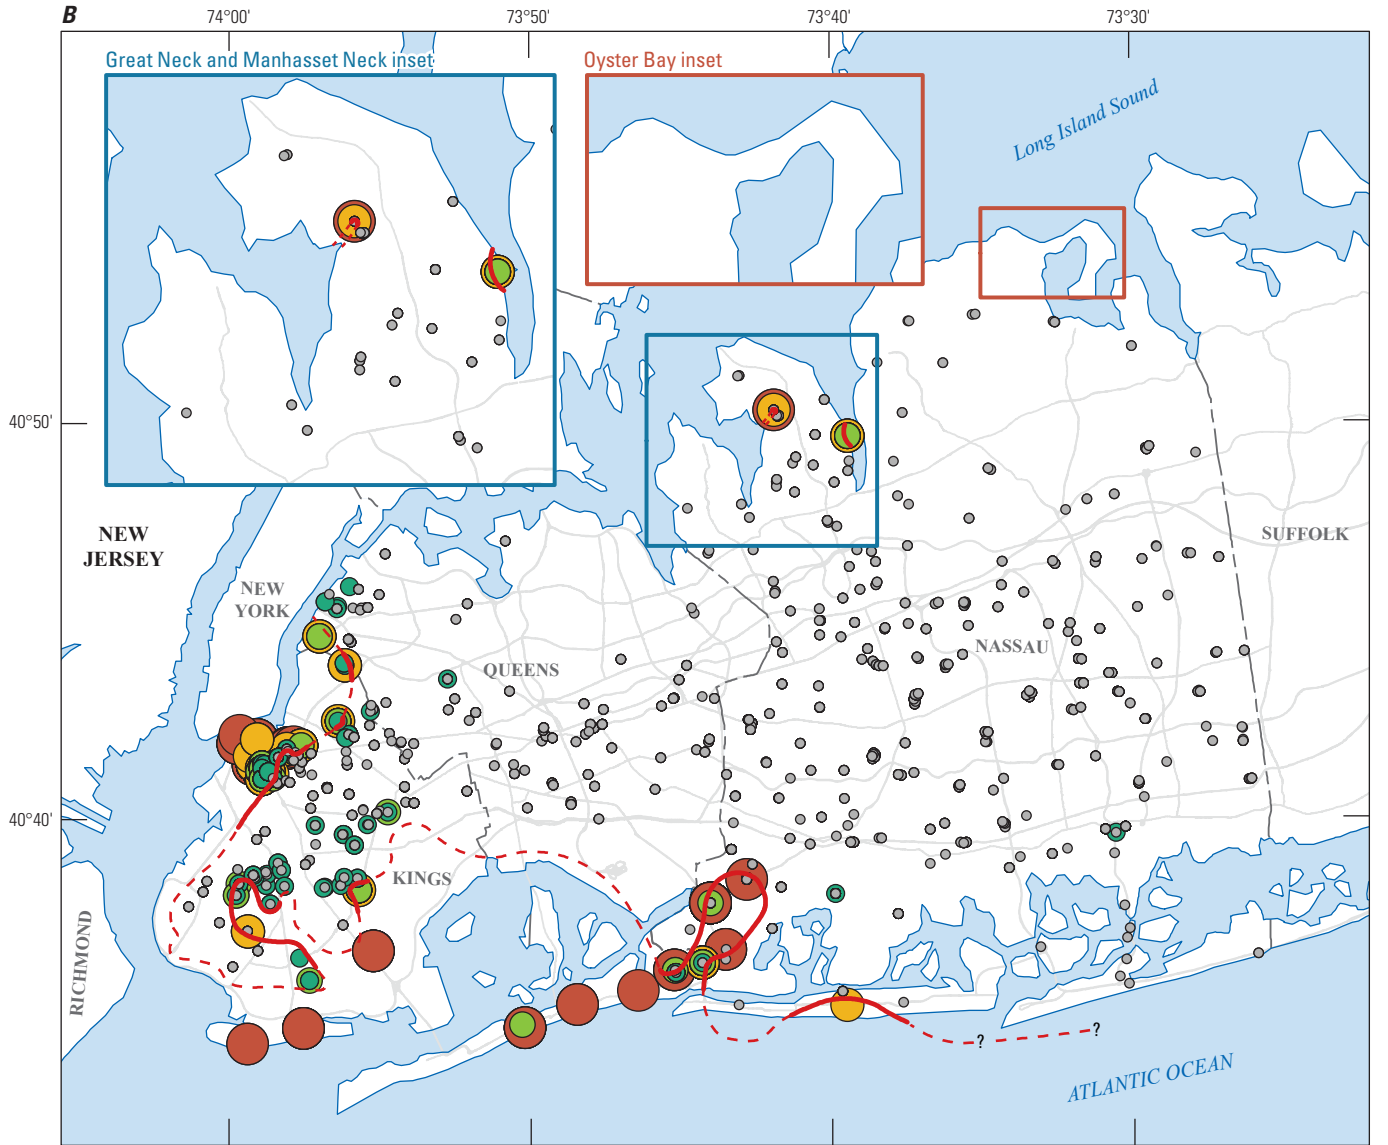 B
74°00'
73°50'
73°40'
73°30'
Great Neck and Manhasset Neck inset
Oyster Bay inset
Long Island Sound
40°50'
NEW
JERSEY
NEW
YORK
SUFFOLK
QUEENS
NASSAU
40°40'
KINGS
RICHMOND
?
?
ATLANTIC OCEAN